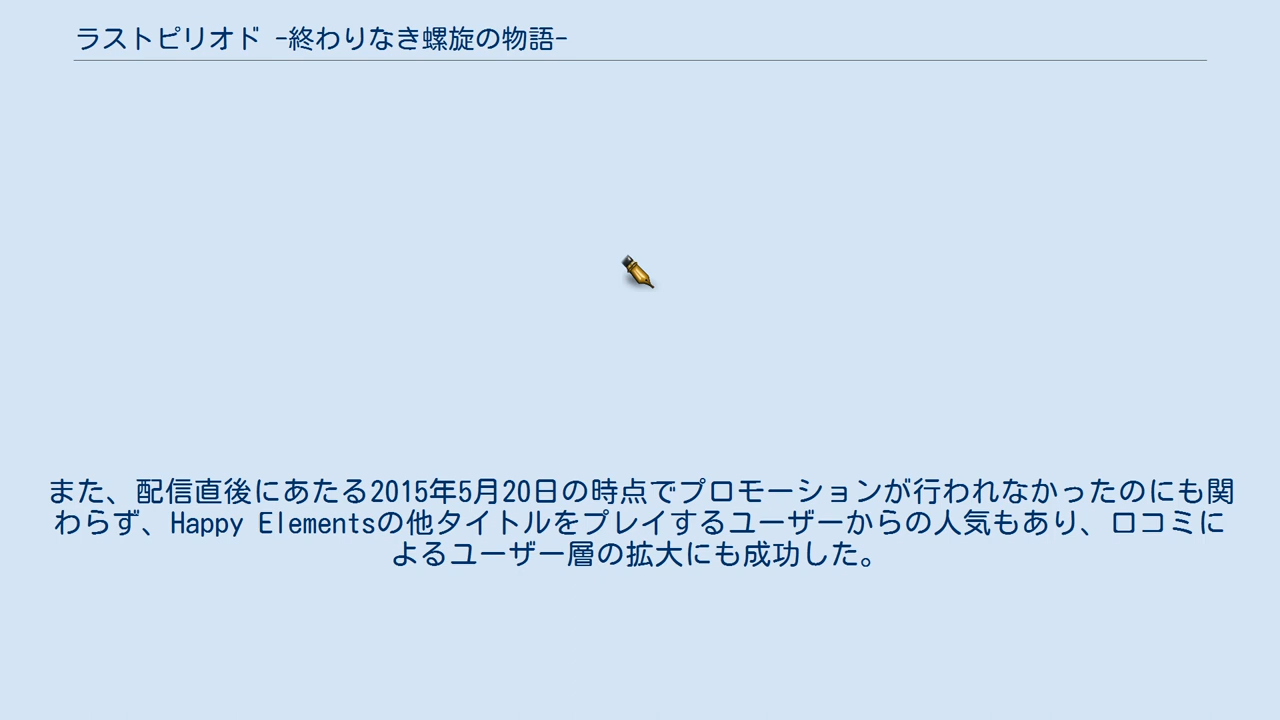 ラストピリオド -終わりなき螺旋の物語-
また、配信直後にあたる2015年5月20日の時点でプロモーションが行われなかったのにも関
わらず、Happy Elementsの他タイトルをプレイするユーザーからの人気もあり、口コミに
よるユーザー層の拡大にも成功した。